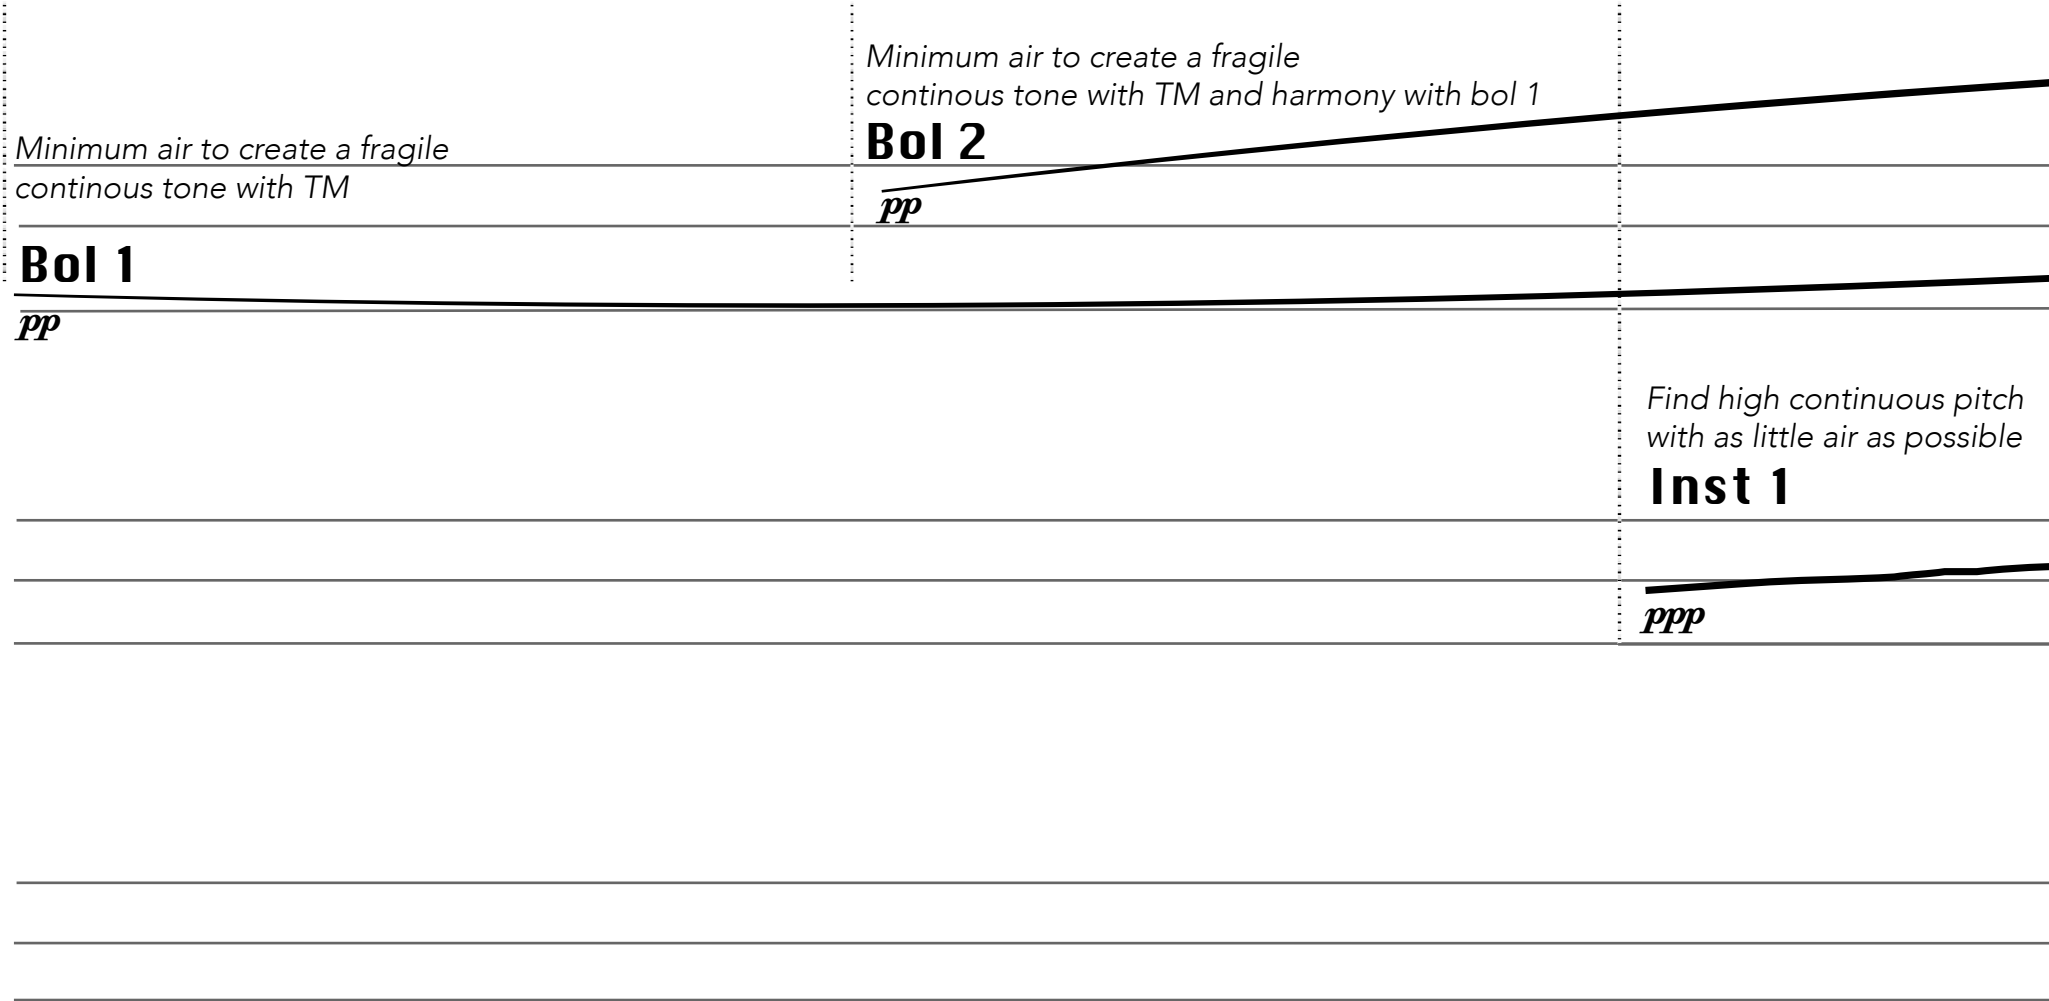 Minimum air to create a fragile
continous tone with TM
Bol 1
pp
Minimum air to create a fragile
continous tone with TM and harmony with bol 1
Bol 2
pp
Find high continuous pitch
with as little air as possible
Inst 1
ppp